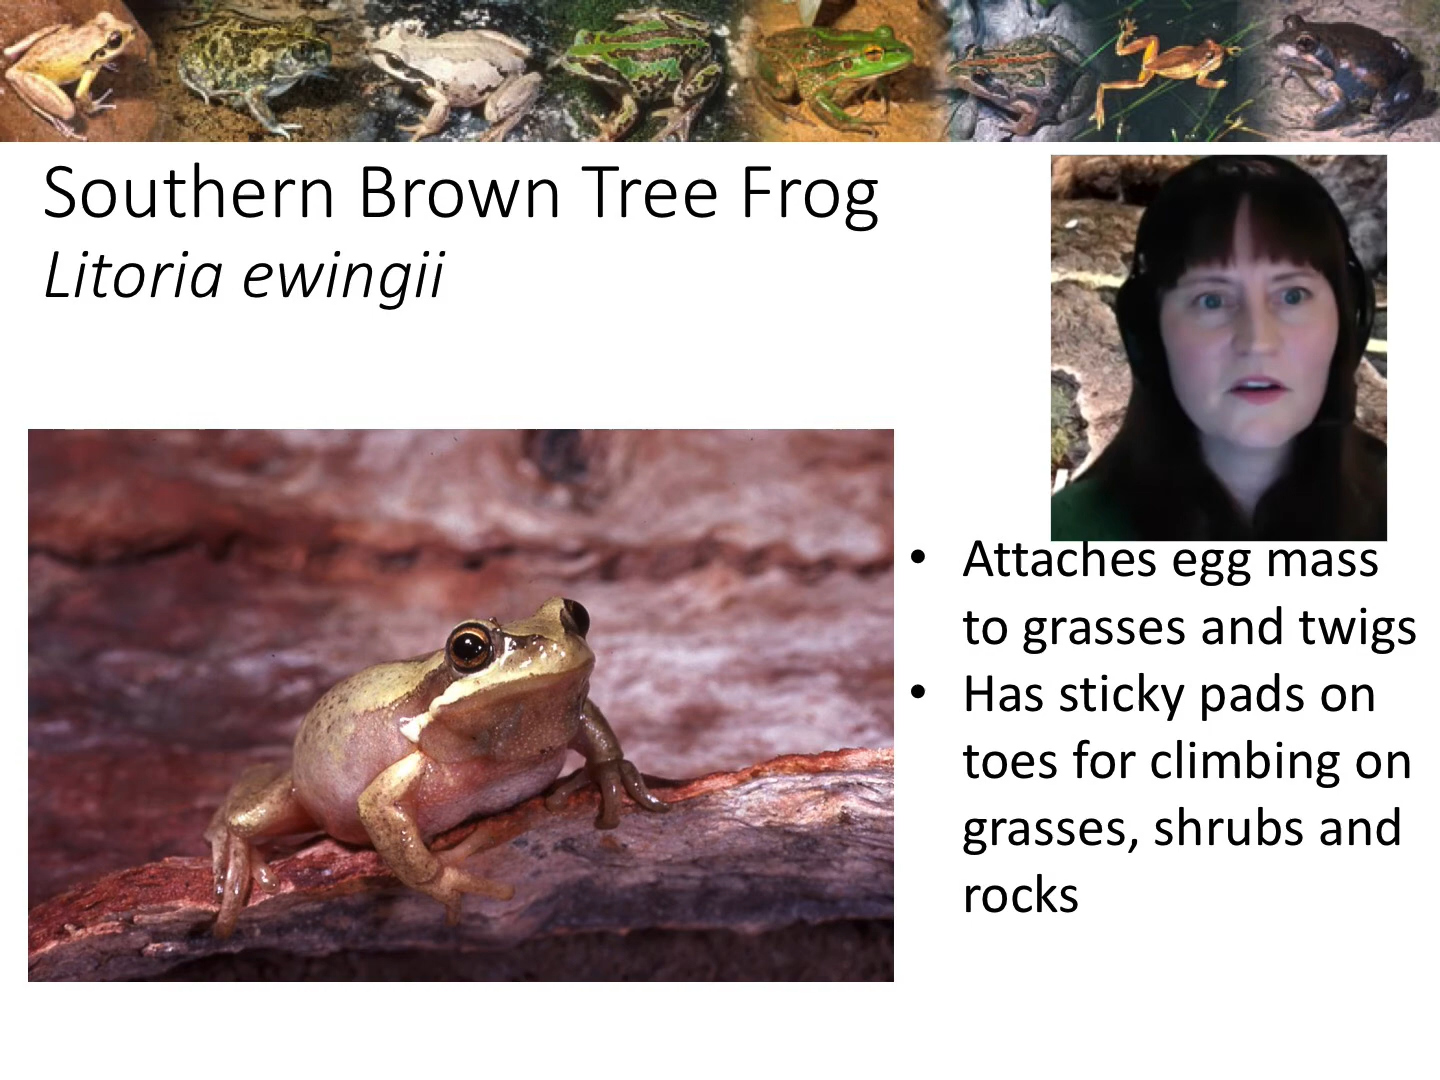 Southern Brown Tree Frog
Litoria ewingii
• Attaches egg mass
to grasses and twigs
• Has sticky pads on
toes for climbing on
grasses, shrubs and
rocks